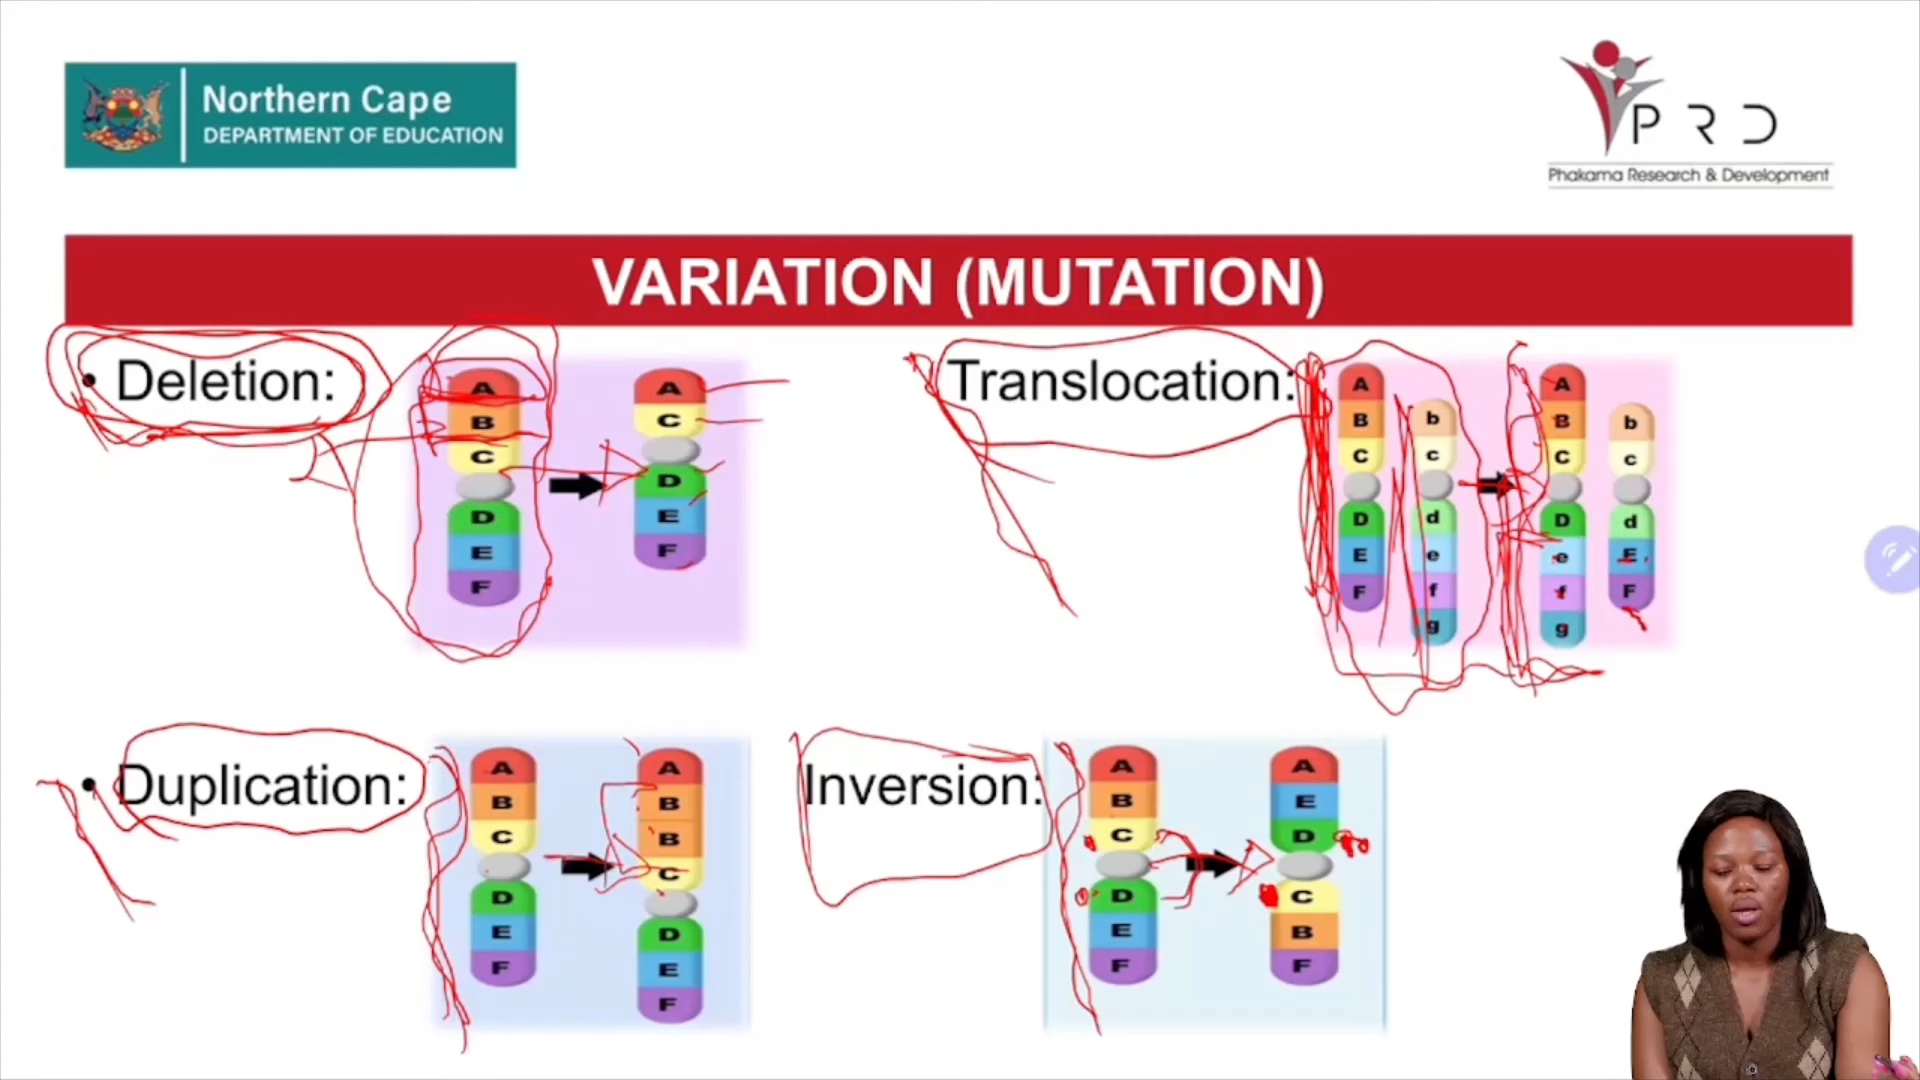 Northern Cape
DEPARTMENT OF EDUCATION
P R D
Phakama Research & Development
VARIATION (MUTATION)
• Deletion:
A
B
C
D
E
F
A
C
D
E
F
Translocation:
A
B
C
D
E
F
b
c
d
e
f
g
A
B
C
D
e
f
g
b
c
d
E
F
• Duplication:
A
B
C
D
E
F
A
B
B
C
D
E
F
Inversion:
A
B
C
D
E
F
A
E
D
C
B
F